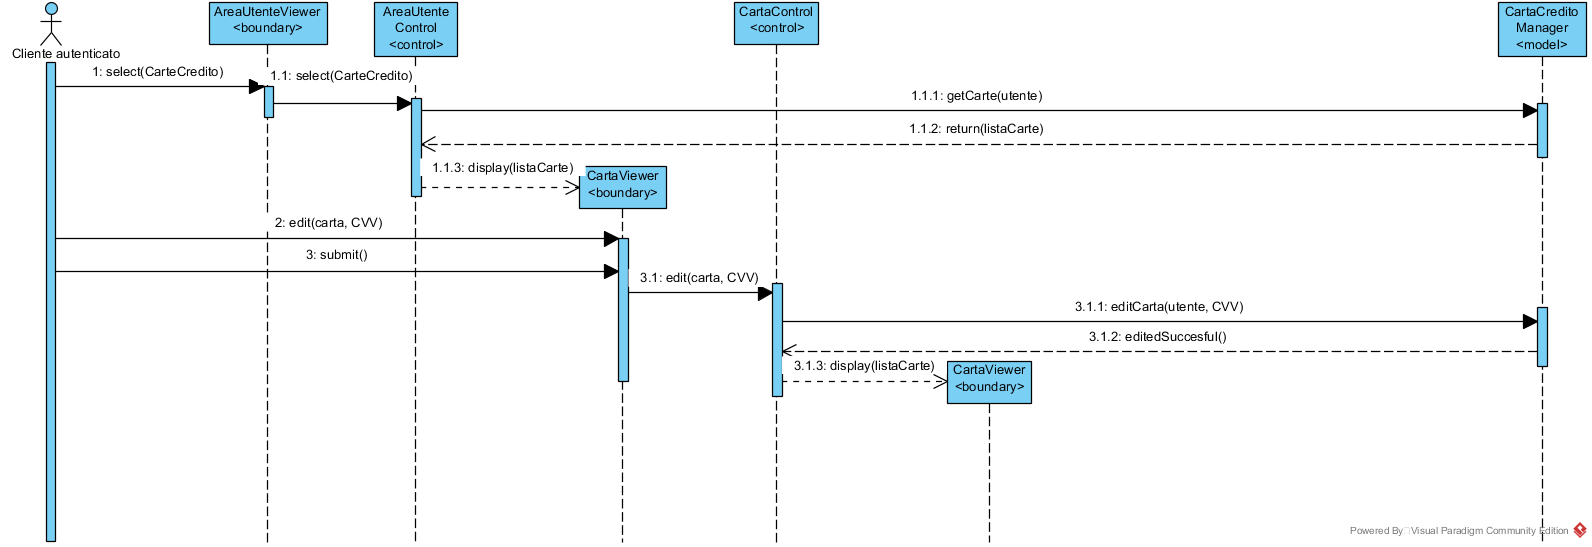 AreaUtenteViewer
<boundary>
AreaUtente
Control
<control>
CartaControl
<control>
CartaCredito
Manager
<model>
Cliente autenticato
1: select(CarteCredito)
1.1: select(CarteCredito)
1.1.1: getCarte(utente)
1.1.2: return(listaCarte)
1.1.3: display(listaCarte)
CartaViewer
<boundary>
2: edit(carta, CVV)
3: submit()
3.1: edit(carta, CVV)
3.1.1: editCarta(utente, CVV)
3.1.2: editedSuccesful()
3.1.3: display(listaCarte)
CartaViewer
<boundary>
Powered By Visual Paradigm Community Edition